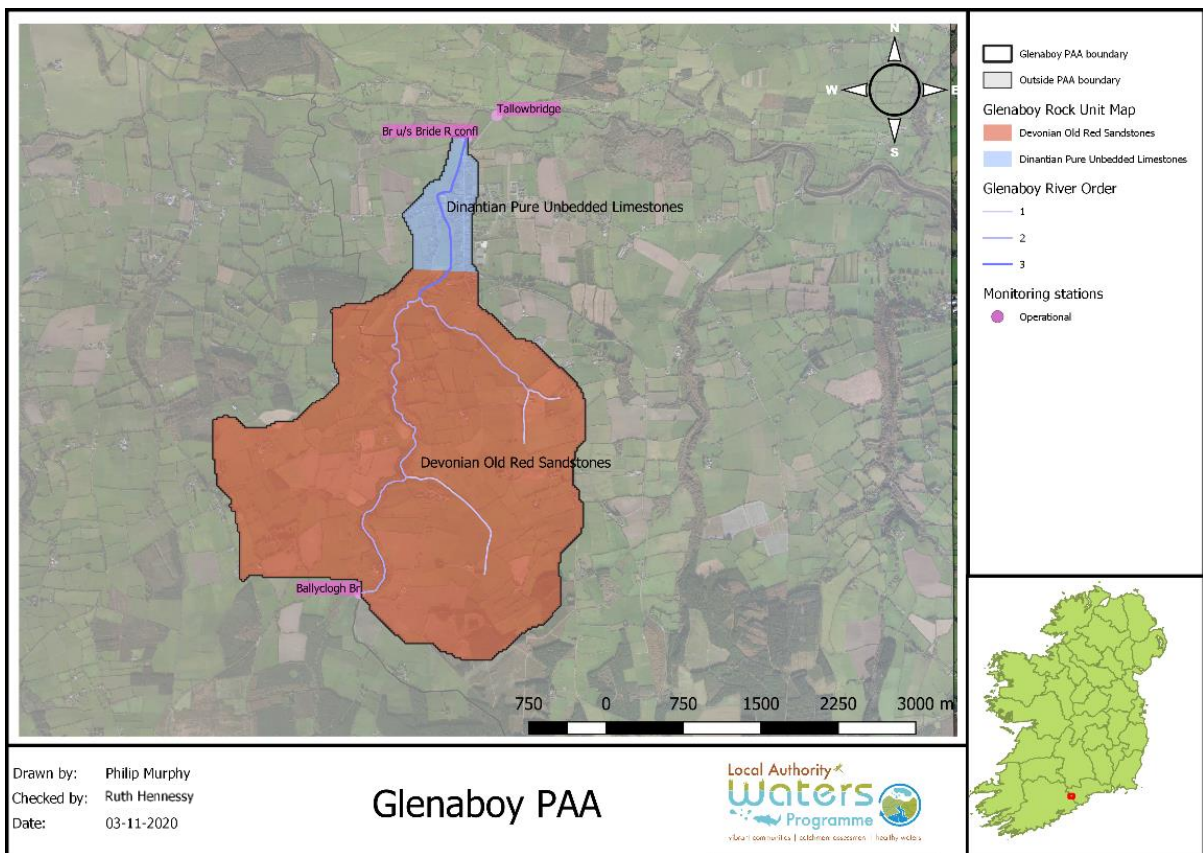 N
W
E
S
Tallowbridge
Br u/s Bride R confl
Dinantian Pure Unbedded Limestones
Devonian Old Red Sandstones
Ballyclogh Br
750 0 750 1500 2250 3000 m
Glenaboy PAA boundary
Outside PAA boundary
Glenaboy Rock Unit Map
Devonian Old Red Sandstones
Dinantian Pure Unbedded Limestones
Glenaboy River Order
1
2
3
Monitoring stations
Operational
Drawn by: Philip Murphy
Checked by: Ruth Hennessy
Date: 03-11-2020
Glenaboy PAA
Local Authority
Waters
Programme
vibrant communities | catchment assessment | healthy waters